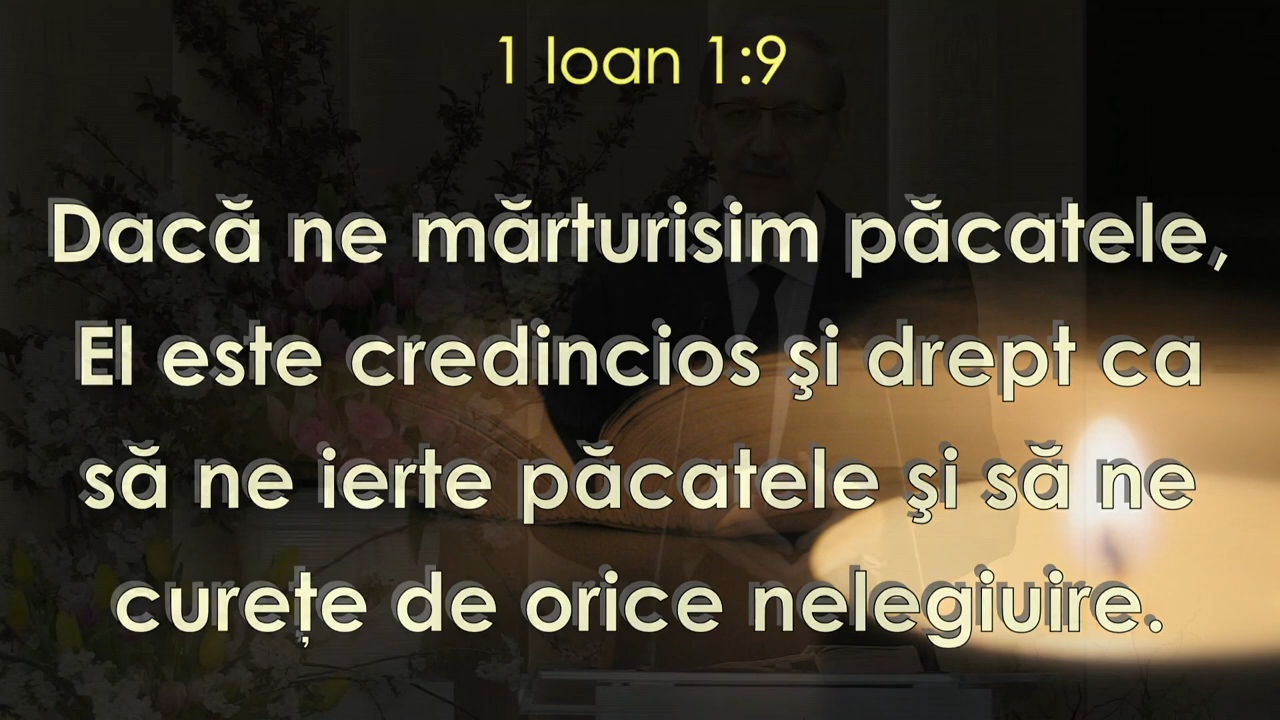 1 Ioan 1:9
Dacă ne mărturisim păcatele,
El este credincios şi drept ca
să ne ierte păcatele şi să ne
cureţe de orice nelegiuire.